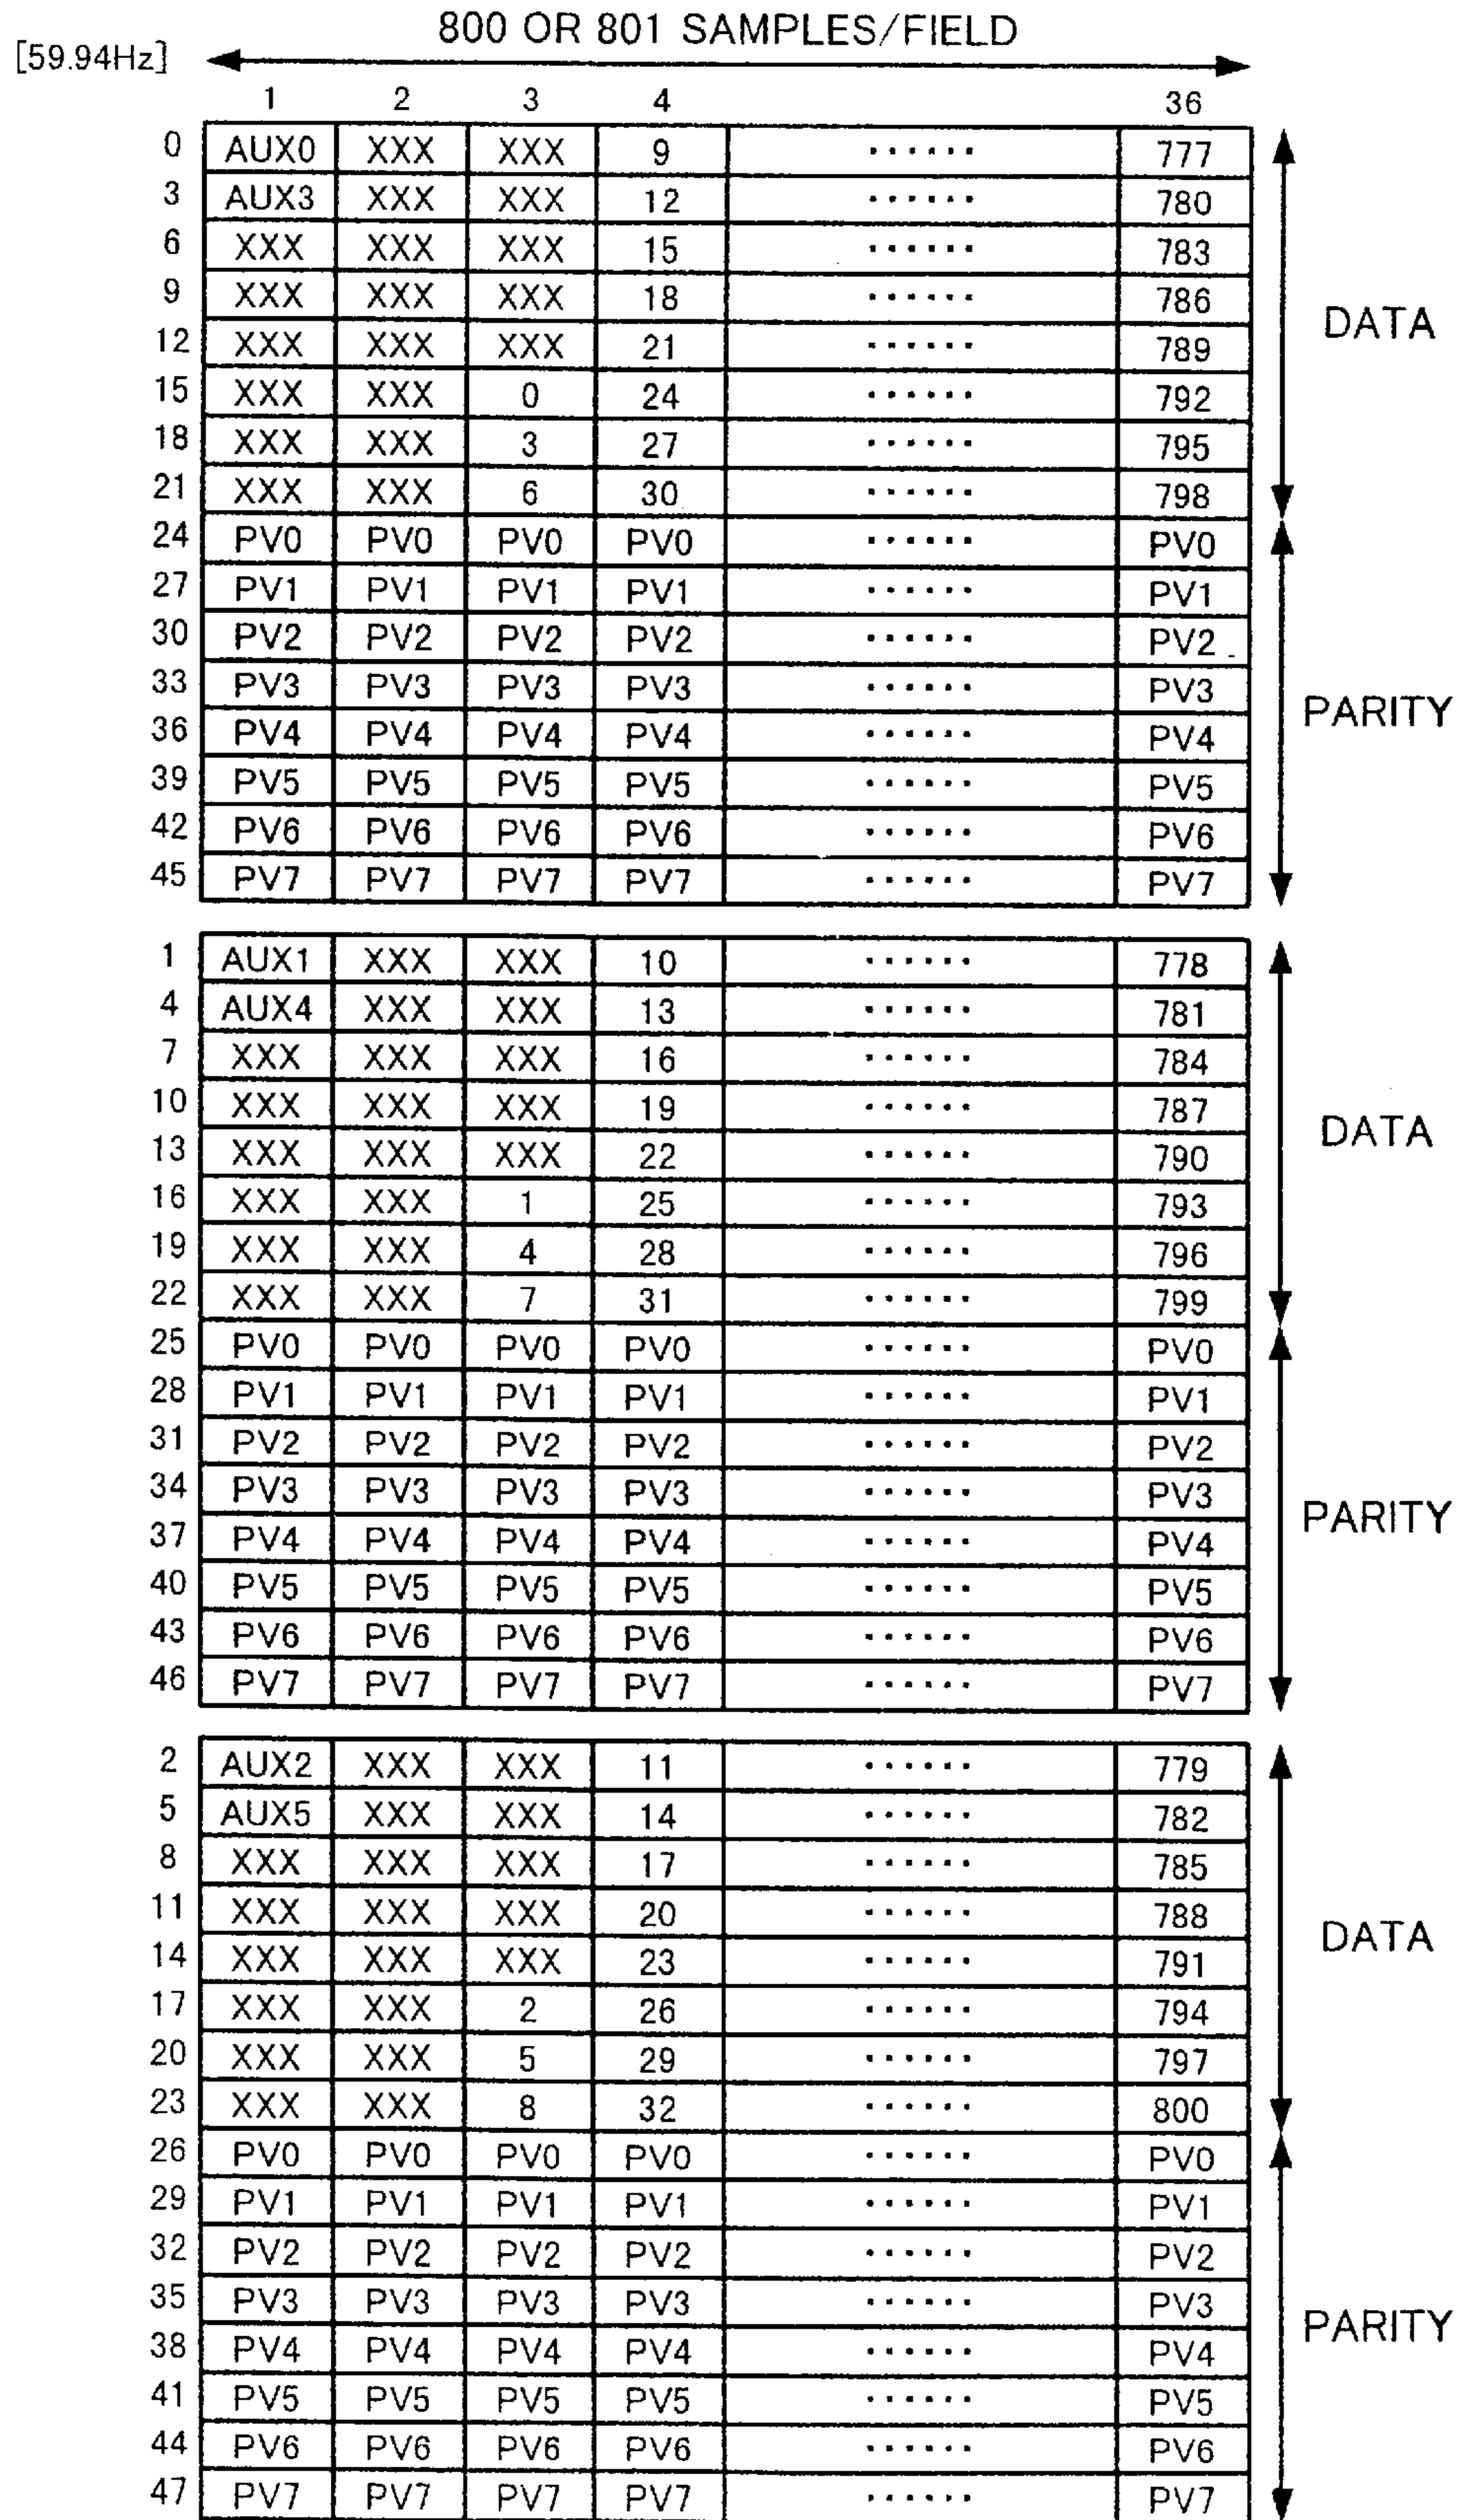 800 OR 801 SAMPLES/FIELD
[59.94Hz]
1 2 3 4 36
0 AUX0 XXX XXX 9 ······ 777
3 AUX3 XXX XXX 12 ······ 780
6 XXX XXX XXX 15 ······ 783
9 XXX XXX XXX 18 ······ 786
DATA
12 XXX XXX XXX 21 ······ 789
15 XXX XXX 0 24 ······ 792
18 XXX XXX 3 27 ······ 795
21 XXX XXX 6 30 ······ 798
24 PV0 PV0 PV0 PV0 ······ PV0
27 PV1 PV1 PV1 PV1 ······ PV1
30 PV2 PV2 PV2 PV2 ······ PV2
33 PV3 PV3 PV3 PV3 ······ PV3
PARITY
36 PV4 PV4 PV4 PV4 ······ PV4
39 PV5 PV5 PV5 PV5 ······ PV5
42 PV6 PV6 PV6 PV6 ······ PV6
45 PV7 PV7 PV7 PV7 ······ PV7
1 AUX1 XXX XXX 10 ······ 778
4 AUX4 XXX XXX 13 ······ 781
7 XXX XXX XXX 16 ······ 784
10 XXX XXX XXX 19 ······ 787
DATA
13 XXX XXX XXX 22 ······ 790
16 XXX XXX 1 25 ······ 793
19 XXX XXX 4 28 ······ 796
22 XXX XXX 7 31 ······ 799
25 PV0 PV0 PV0 PV0 ······ PV0
28 PV1 PV1 PV1 PV1 ······ PV1
31 PV2 PV2 PV2 PV2 ······ PV2
34 PV3 PV3 PV3 PV3 ······ PV3
PARITY
37 PV4 PV4 PV4 PV4 ······ PV4
40 PV5 PV5 PV5 PV5 ······ PV5
43 PV6 PV6 PV6 PV6 ······ PV6
46 PV7 PV7 PV7 PV7 ······ PV7
2 AUX2 XXX XXX 11 ······ 779
5 AUX5 XXX XXX 14 ······ 782
8 XXX XXX XXX 17 ······ 785
11 XXX XXX XXX 20 ······ 788
DATA
14 XXX XXX XXX 23 ······ 791
17 XXX XXX 2 26 ······ 794
20 XXX XXX 5 29 ······ 797
23 XXX XXX 8 32 ······ 800
26 PV0 PV0 PV0 PV0 ······ PV0
29 PV1 PV1 PV1 PV1 ······ PV1
32 PV2 PV2 PV2 PV2 ······ PV2
35 PV3 PV3 PV3 PV3 ······ PV3
PARITY
38 PV4 PV4 PV4 PV4 ······ PV4
41 PV5 PV5 PV5 PV5 ······ PV5
44 PV6 PV6 PV6 PV6 ······ PV6
47 PV7 PV7 PV7 PV7 ······ PV7